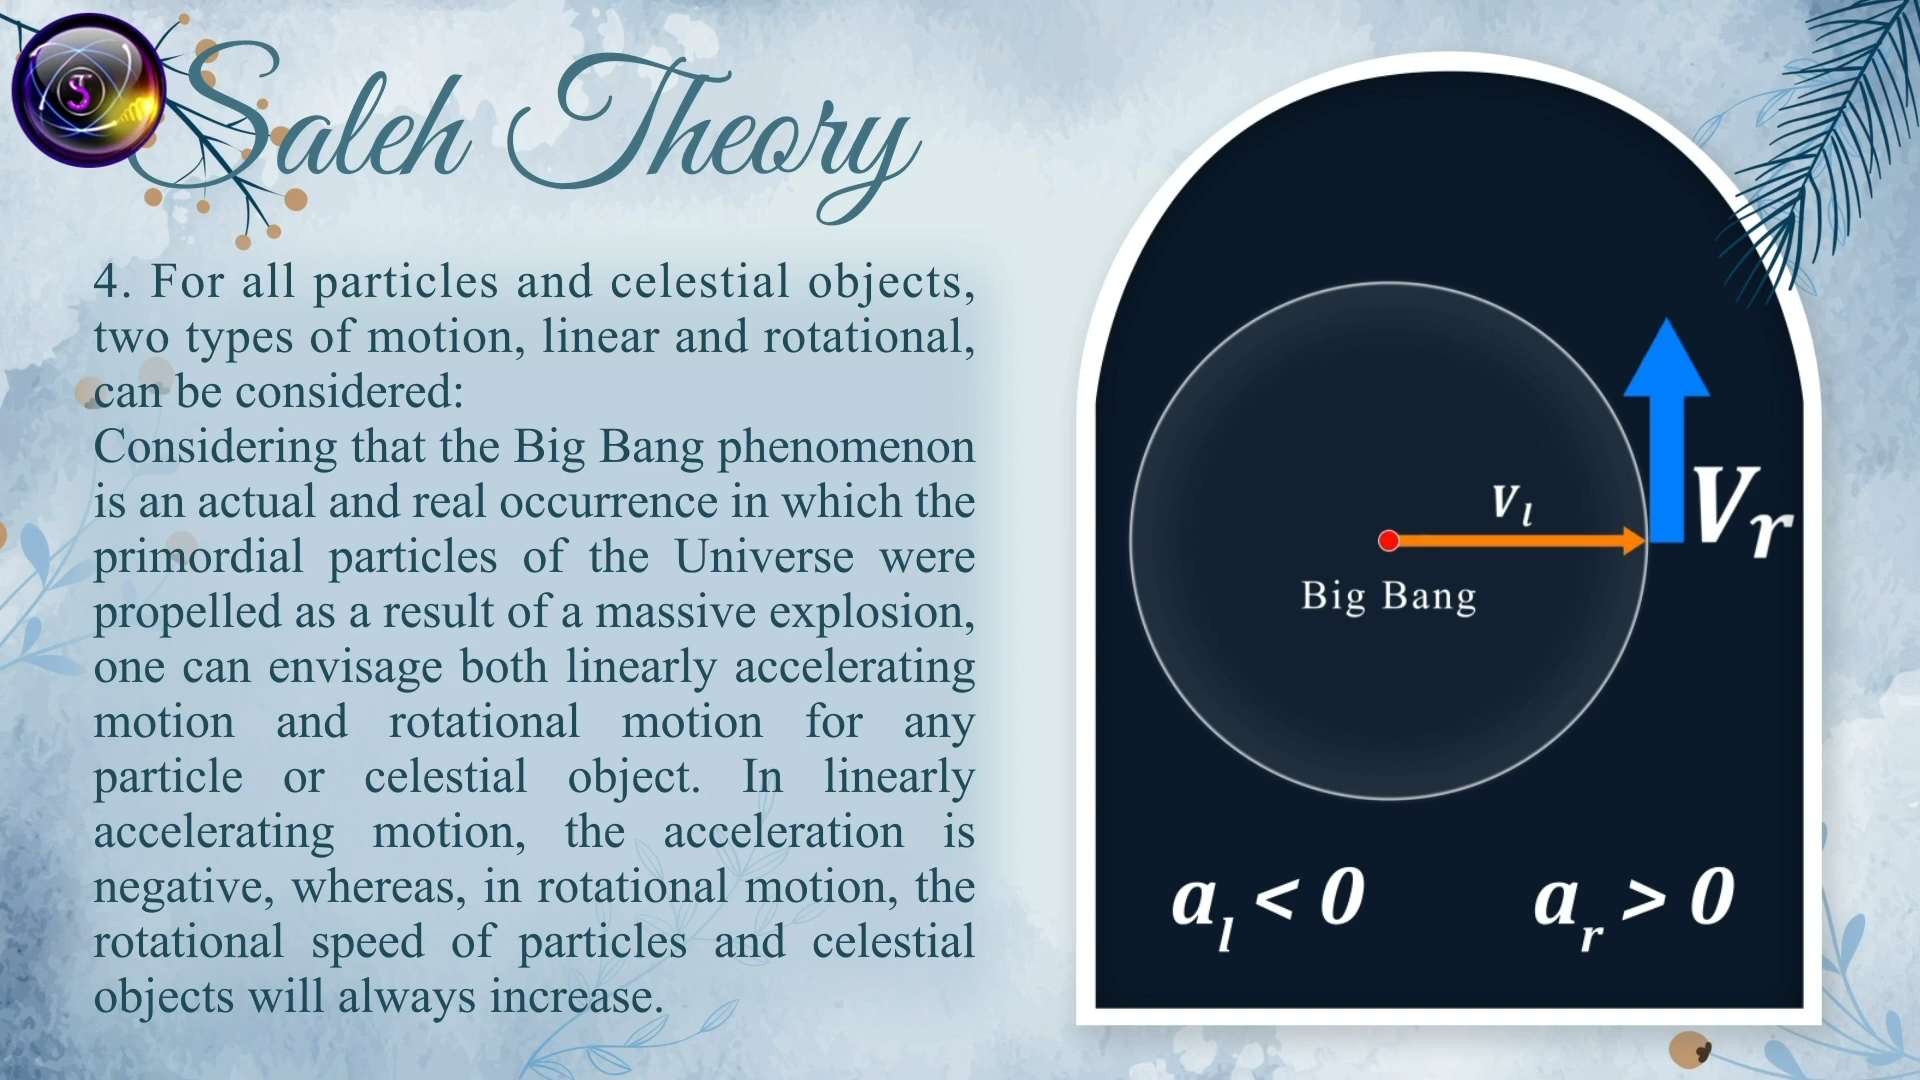 Saleh Theory
4. For all particles and celestial objects,
two types of motion, linear and rotational,
can be considered:
Considering that the Big Bang phenomenon
is an actual and real occurrence in which the
primordial particles of the Universe were
propelled as a result of a massive explosion,
one can envisage both linearly accelerating
motion and rotational motion for any
particle or celestial object. In linearly
accelerating motion, the acceleration is
negative, whereas, in rotational motion, the
rotational speed of particles and celestial
objects will always increase.
V_l
V_r
Big Bang
a_l < 0
a_r > 0